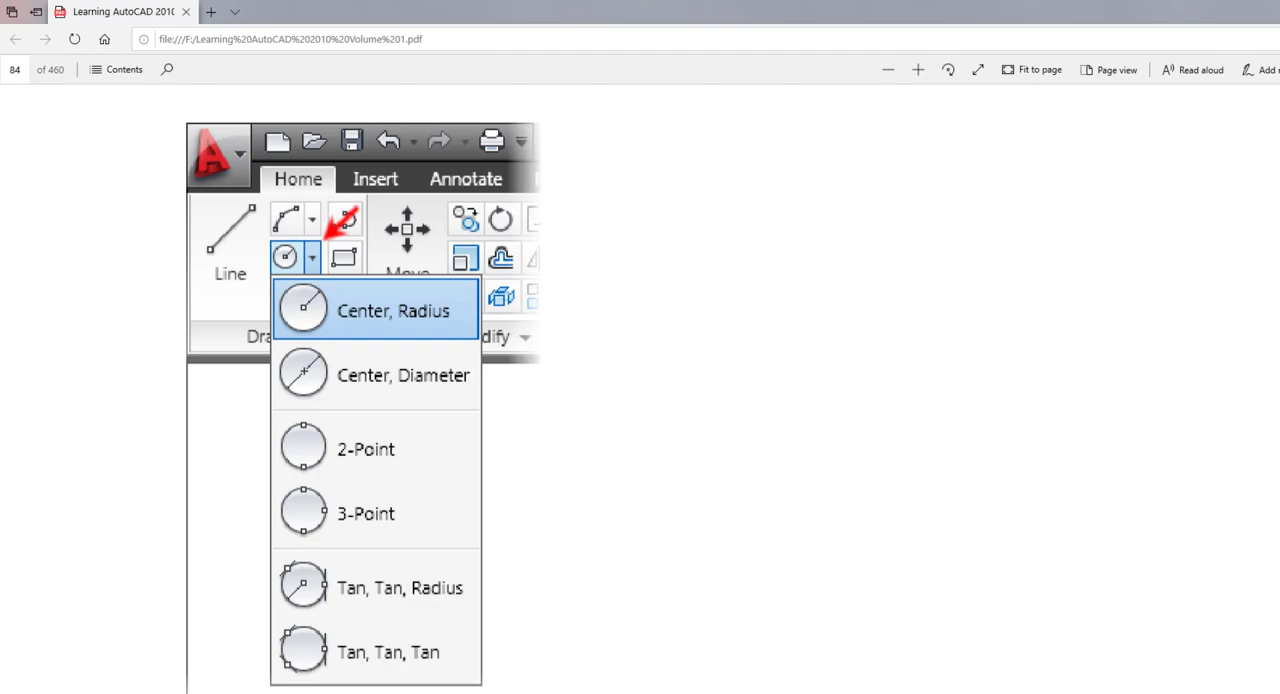 Learning AutoCAD 2010
file:///F:/Learning%20AutoCAD%202010%20Volume%201.pdf
84 of 460 Contents Fit to page Page view Read aloud Add
Home Insert Annotate
Line Move
Center, Radius
Center, Diameter
2-Point
3-Point
Tan, Tan, Radius
Tan, Tan, Tan